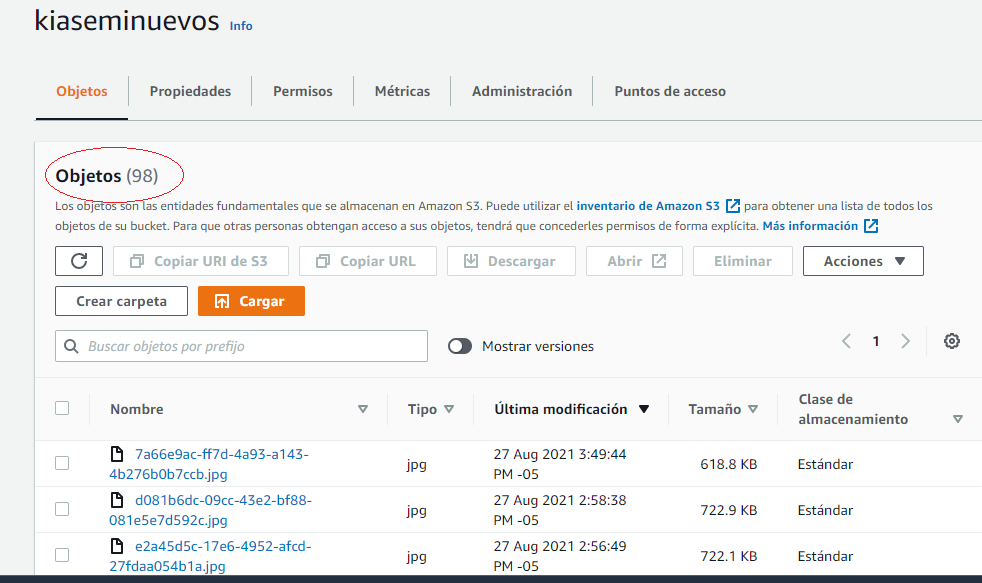 kiaseminuevos Info
Objetos Propiedades Permisos Métricas Administración Puntos de acceso
Objetos (98)
Los objetos son las entidades fundamentales que se almacenan en Amazon S3. Puede utilizar el inventario de Amazon S3 para obtener una lista de todos los
objetos de su bucket. Para que otras personas obtengan acceso a sus objetos, tendrá que concederles permisos de forma explícita. Más información
Copiar URI de S3 Copiar URL Descargar Abrir Eliminar Acciones
Crear carpeta Cargar
Buscar objetos por prefijo Mostrar versiones 1
Nombre Tipo Última modificación Tamaño Clase de
almacenamiento
7a66e9ac-ff7d-4a93-a143- jpg 27 Aug 2021 3:49:44 618.8 KB Estándar
4b276b0b7ccb.jpg PM -05
d081b6dc-09cc-43e2-bf88- jpg 27 Aug 2021 2:58:38 722.9 KB Estándar
081e5e7d592c.jpg PM -05
e2a45d5c-17e6-4952-afcd- jpg 27 Aug 2021 2:56:49 722.1 KB Estándar
27fdaa054b1a.jpg PM -05